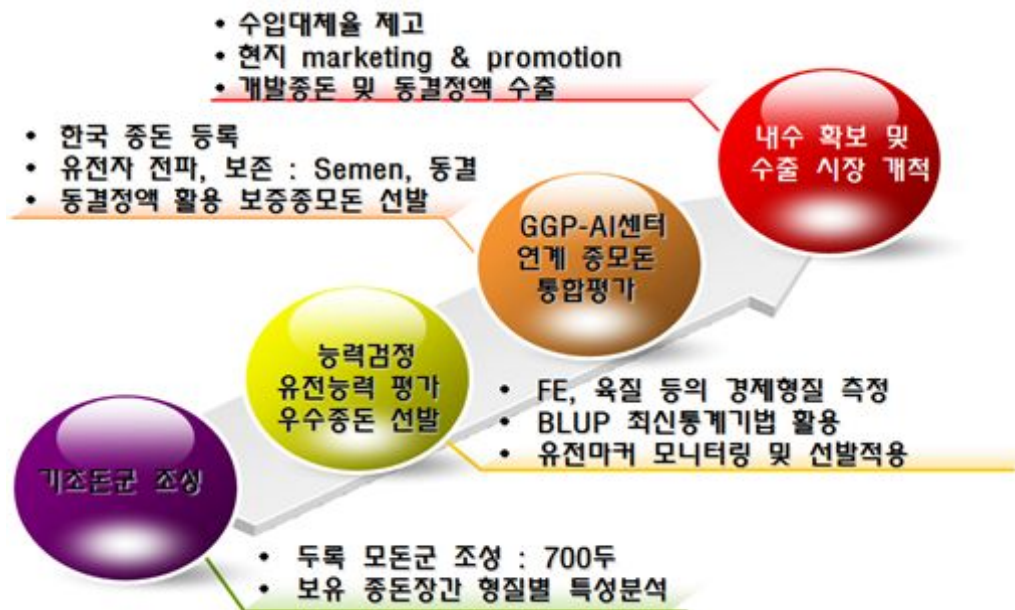 • 수입대체율 제고
• 현지 marketing & promotion
• 개발종돈 및 동결정액 수출
내수 확보 및
수출 시장 개척
• 한국 종돈 등록
• 유전자 전파, 보존 : Semen, 동결
• 동결정액 활용 보증종모돈 선발
GGP-AI센터
연계 종모돈
통합평가
능력검정
유전능력 평가
우수종돈 선발
• FE, 육질 등의 경제형질 측정
• BLUP 최신통계기법 활용
• 유전마커 모니터링 및 선발적용
기초돈군 조성
• 두록 모돈군 조성 : 700두
• 보유 종돈장간 형질별 특성분석